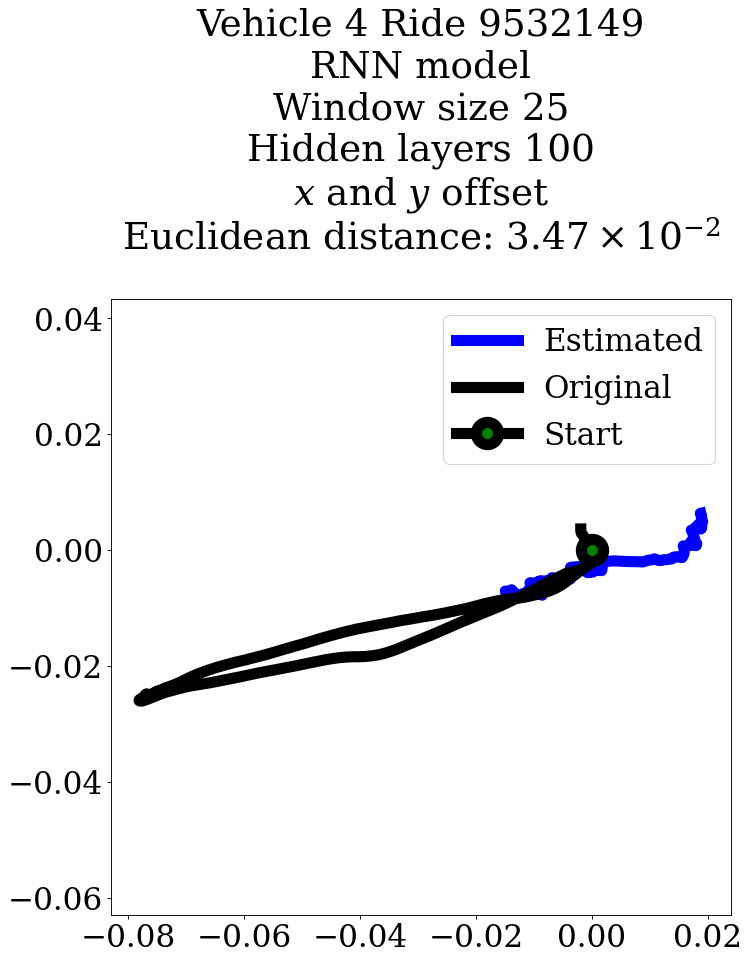 Vehicle 4 Ride 9532149
RNN model
Window size 25
Hidden layers 100
x and y offset
Euclidean distance: 3.47 × 10⁻²
Estimated
Original
Start
0.04
0.02
0.00
−0.02
−0.04
−0.06
−0.08 −0.06 −0.04 −0.02 0.00 0.02